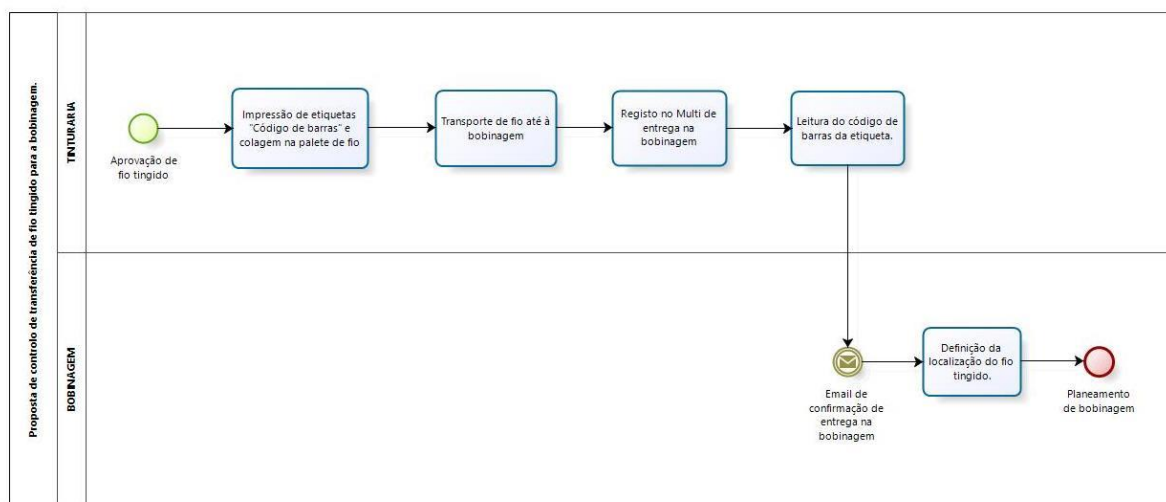 Proposta de controlo de transferência de fio tingido para a bobinagem.
TINTURARIA
Aprovação de
fio tingido
Impressão de etiquetas
"Código de barras" e
colagem na palete de fio
Transporte de fio até à
bobinagem
Registo no Multi de
entrega na
bobinagem
Leitura do código de
barras da etiqueta.
BOBINAGEM
Email de
confirmação de
entrega na
bobinagem
Definição da
localização do fio
tingido.
Planeamento
de bobinagem